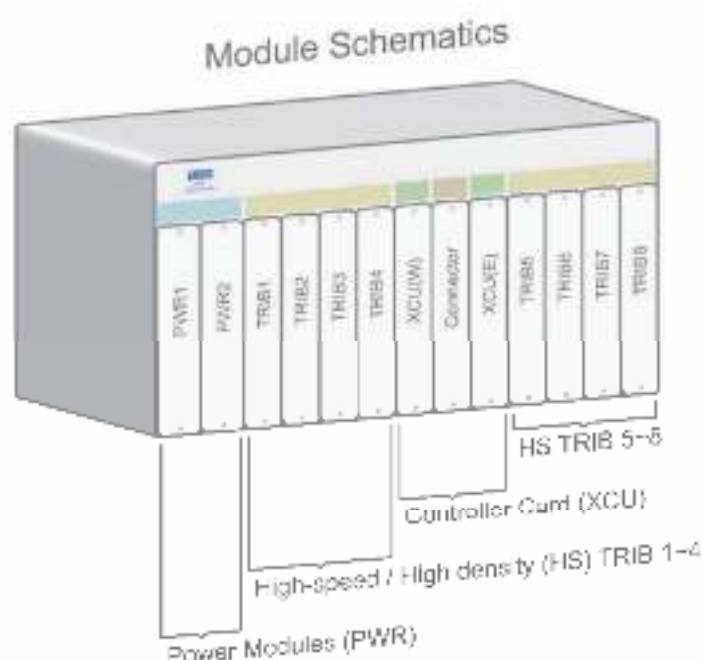 Module Schematics
PWR1
PWR2
TRIB1
TRIB2
TRIB3
TRIB4
XCU(W)
Connector
XCU(E)
TRIB5
TRIB6
TRIB7
TRIB8
HS TRIB 5~8
Controller Card (XCU)
High-speed / High density (HS) TRIB 1~4
Power Modules (PWR)